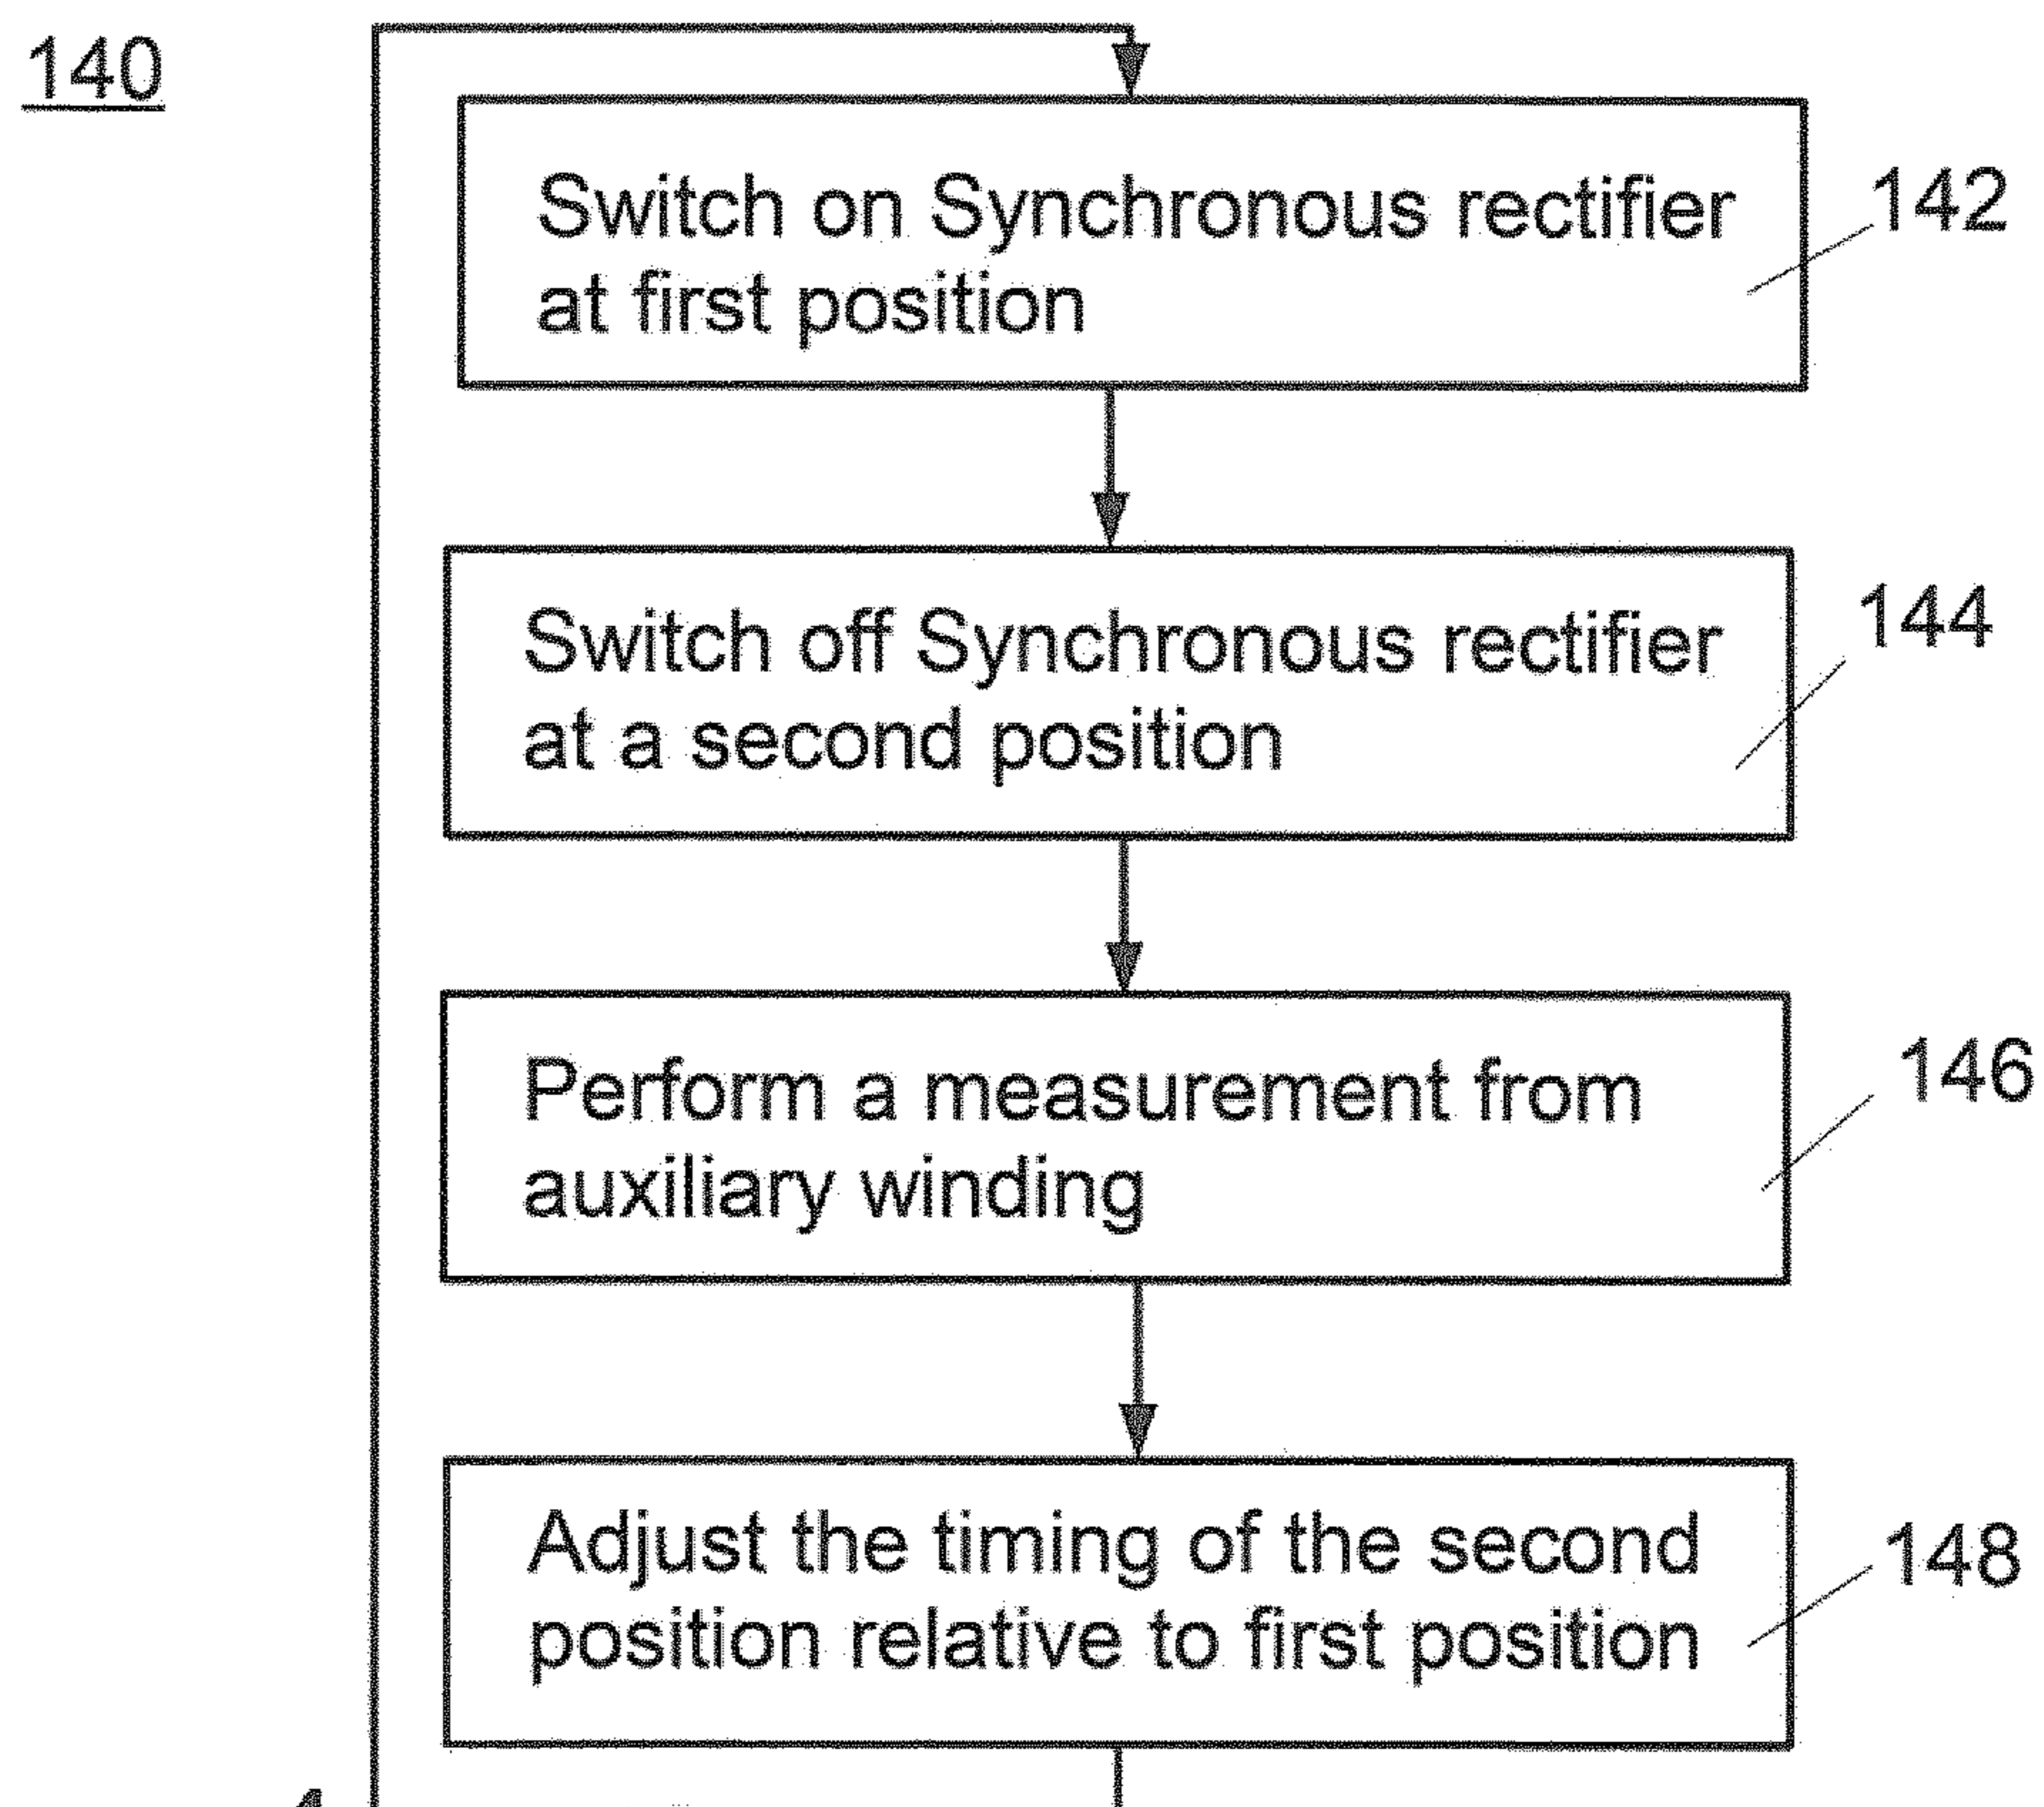 140
Switch on Synchronous rectifier
at first position
142
Switch off Synchronous rectifier
at a second position
144
Perform a measurement from
auxiliary winding
146
Adjust the timing of the second
position relative to first position
148